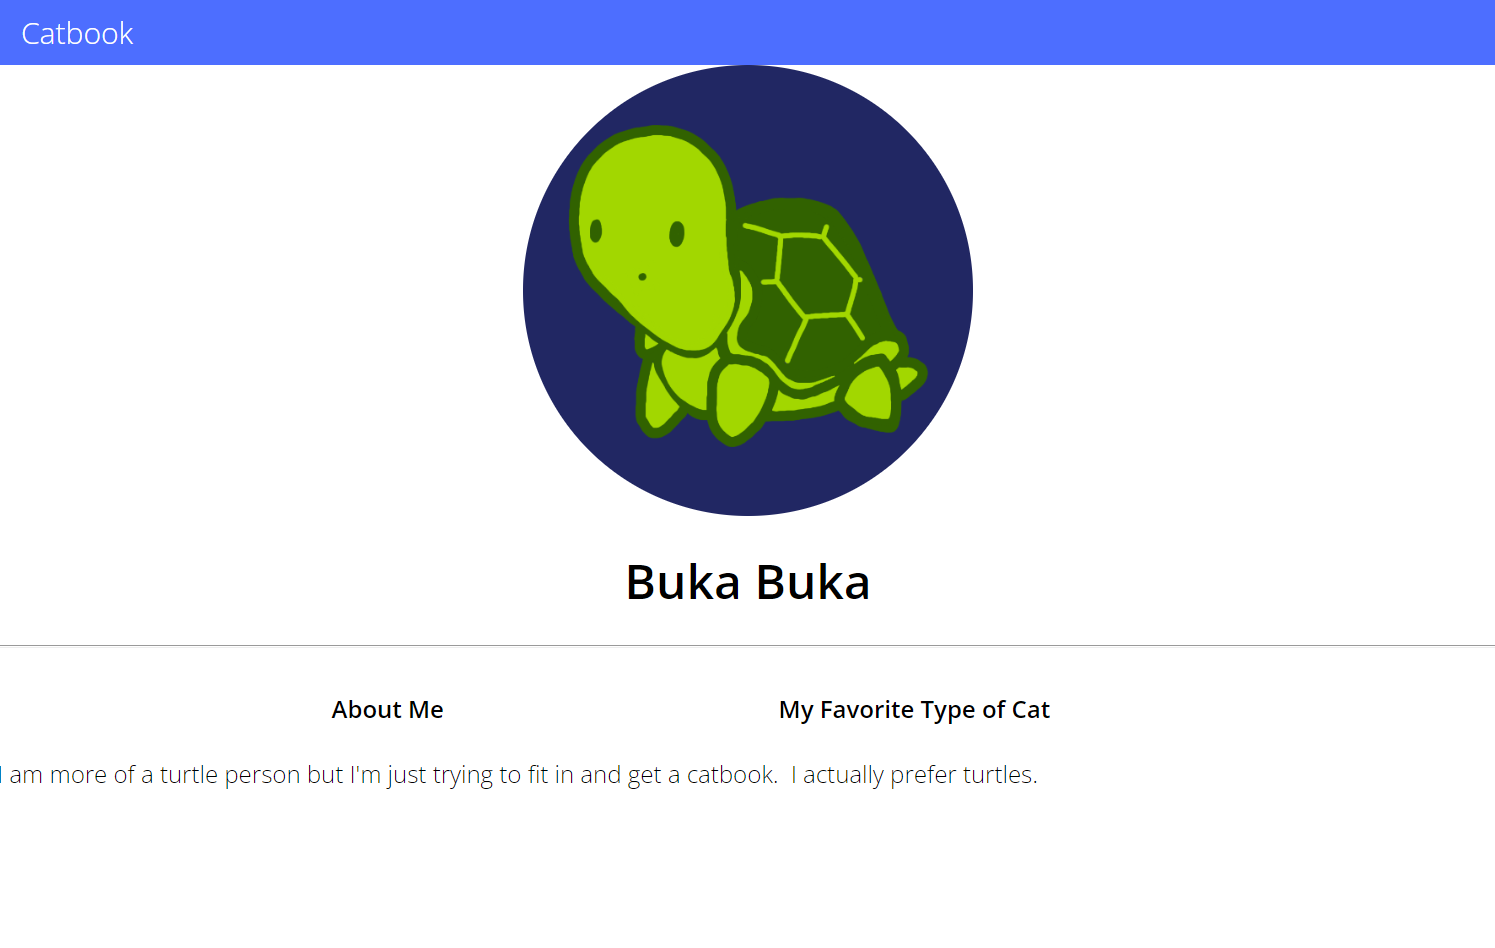 Catbook
Buka Buka
About Me
My Favorite Type of Cat
I am more of a turtle person but I'm just trying to fit in and get a catbook.
I actually prefer turtles.